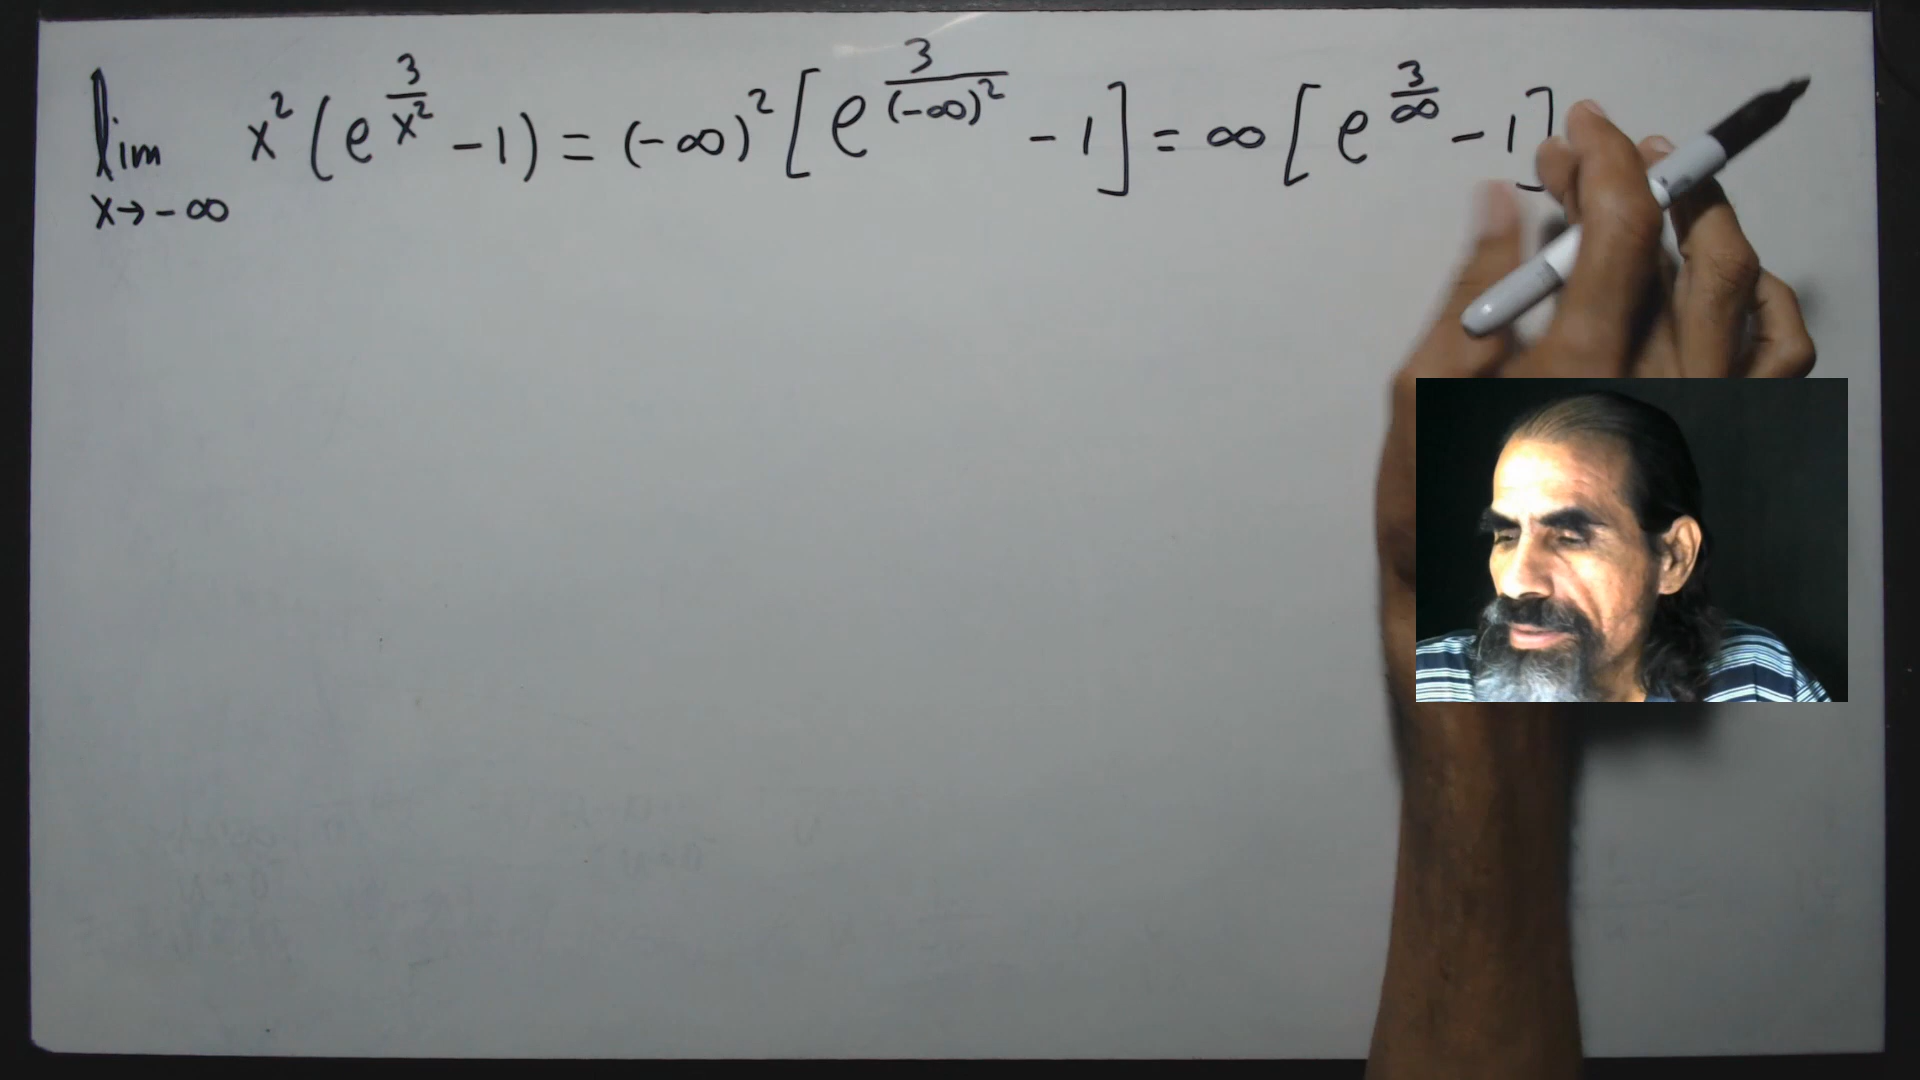 lim x² (e^(3/x²) - 1) = (-∞)² [e^(3/(-∞)²) - 1] = ∞ [e^(3/∞) - 1]
x→-∞